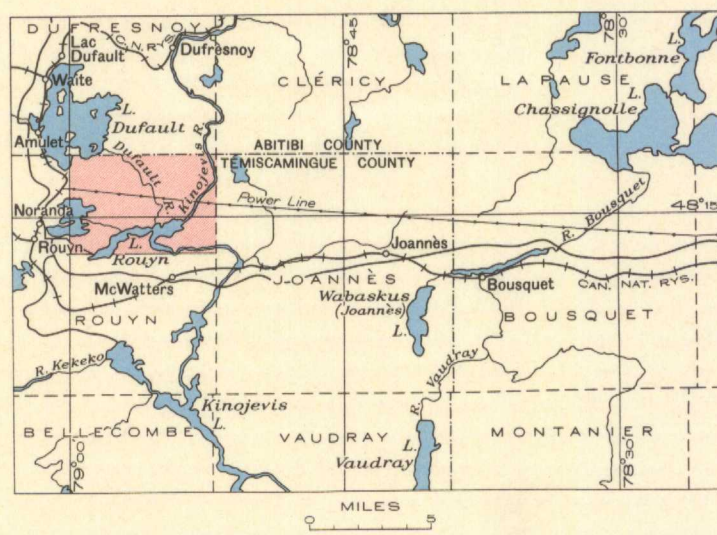 DUFRESNOY
C.N.RYS.
Lac
Dufault
Dufresnoy
Waite
L.
Dufault
Amulet
Dufault R.
Kinojevis R.
CLÉRICY
78°45'
LAPAUSE
78°30'
L.
Fontbonne
L.
Chassignolle
ABITIBI COUNTY
TÉMISCAMINGUE COUNTY
Power Line
48°15'
Noranda
Rouyn
L.
Rouyn
McWatters
JOANNÈS
Joannès
R. Bousquet
Bousquet
CAN. NAT. RYS.
Wabaskus
(Joannès)
L.
ROUYN
BOUSQUET
R. Kekeko
R. Vaudray
Kinojevis
L.
BELLECOMBE
VAUDRAY
MONTANIER
L.
Vaudray
79°00'
78°30'
MILES
0 5